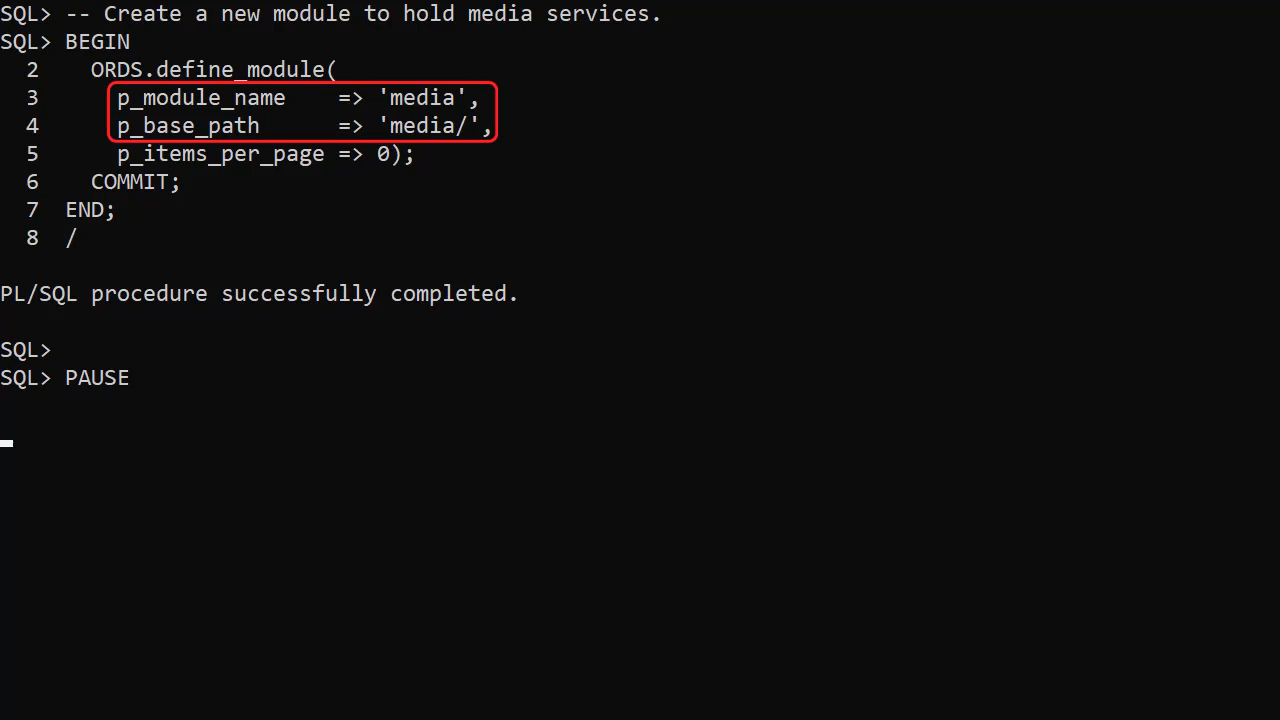 SQL> -- Create a new module to hold media services.
SQL> BEGIN
  2    ORDS.define_module(
  3      p_module_name    => 'media',
  4      p_base_path      => 'media/',
  5      p_items_per_page => 0);
  6    COMMIT;
  7  END;
  8  /
PL/SQL procedure successfully completed.
SQL>
SQL> PAUSE